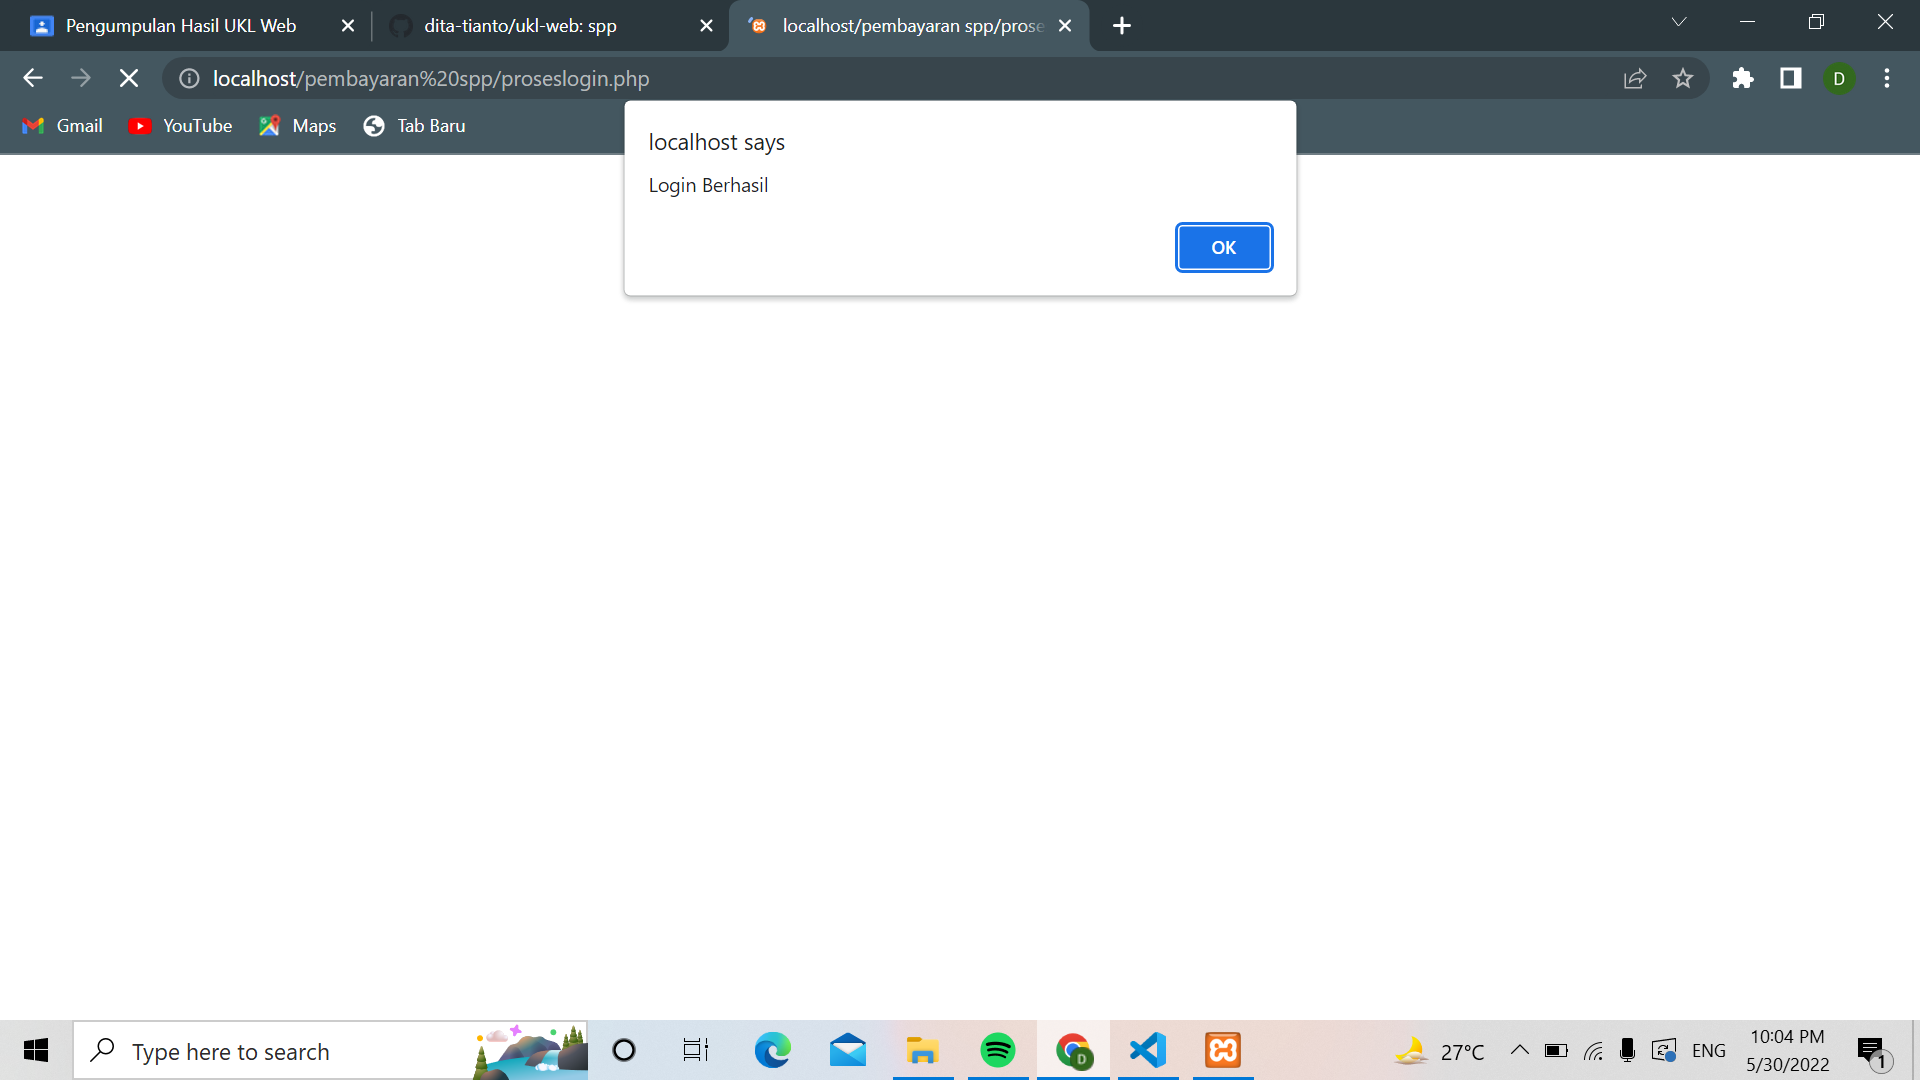 Pengumpulan Hasil UKL Web
dita-tianto/ukl-web: spp
localhost/pembayaran spp/prose
localhost/pembayaran%20spp/proseslogin.php
D
Gmail
YouTube
Maps
Tab Baru
localhost says
Login Berhasil
OK
Type here to search
D
27°C
ENG
10:04 PM
5/30/2022
1